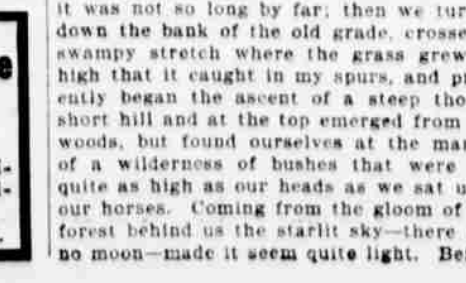 it was not so long by far; then we tur
down the bank of the old grade, crosse
swampy stretch where the grass grew
high that it caught in my spurs, and pr
ently began the ascent of a steep tho
short hill and at the top emerged from
woods, but found ourselves at the mar
of a wilderness of bushes that were
quite as high as our heads as we sat u
our horses. Coming from the gloom of
forest behind us the starlit sky—there
no moon—made it seem quite light. Be